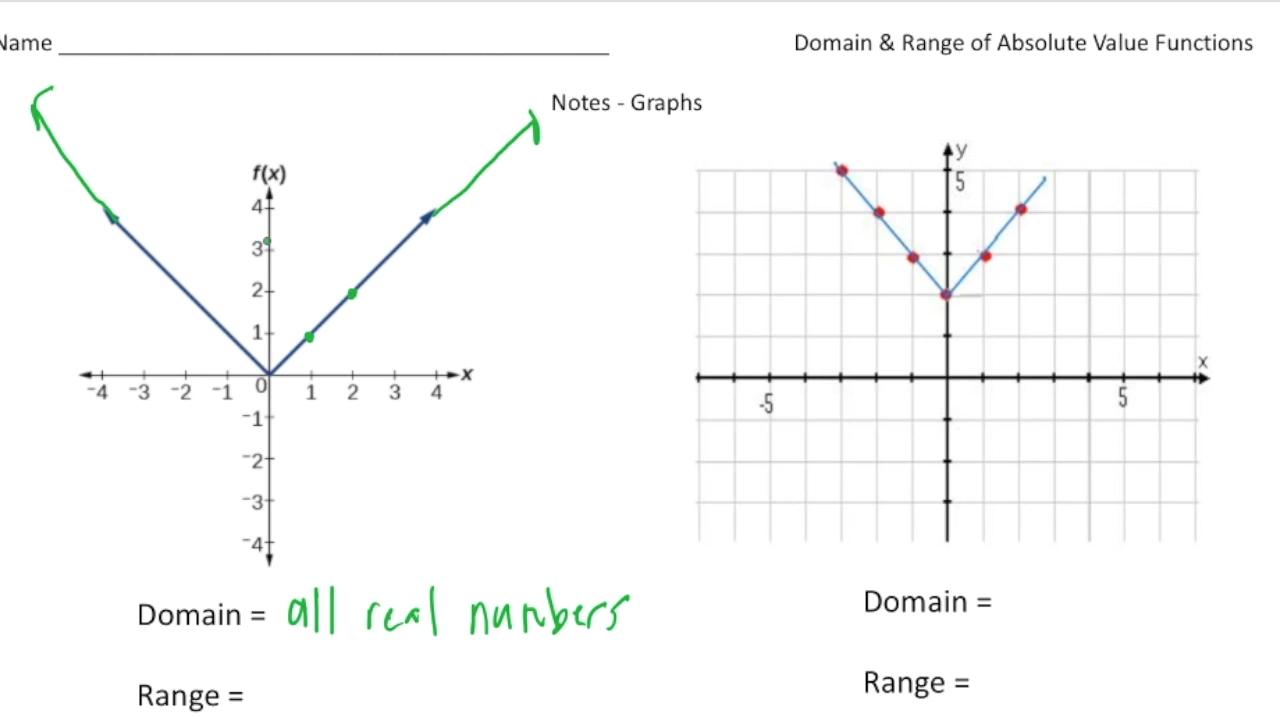 Name
Domain & Range of Absolute Value Functions
Notes - Graphs
f(x)
4
3
2
1
-4 -3 -2 -1 0 1 2 3 4 x
-1
-2
-3
-4
y
5
x
-5 5
Domain = all real numbers
Range =
Domain =
Range =